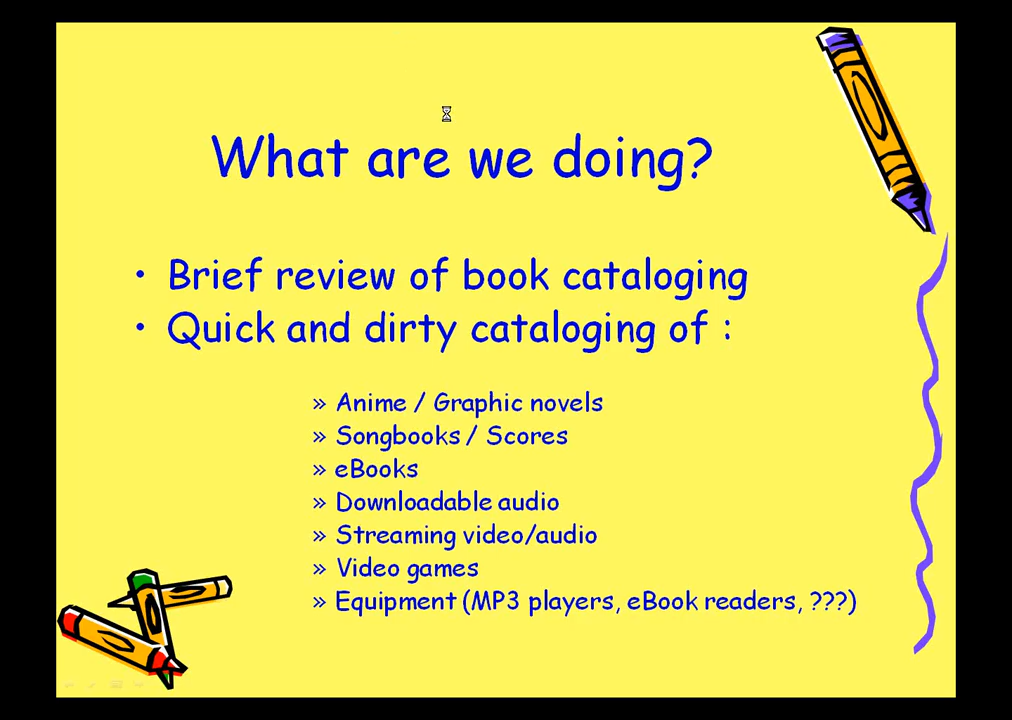 What are we doing?
• Brief review of book cataloging
• Quick and dirty cataloging of :
» Anime / Graphic novels
» Songbooks / Scores
» eBooks
» Downloadable audio
» Streaming video/audio
» Video games
» Equipment (MP3 players, eBook readers, ???)